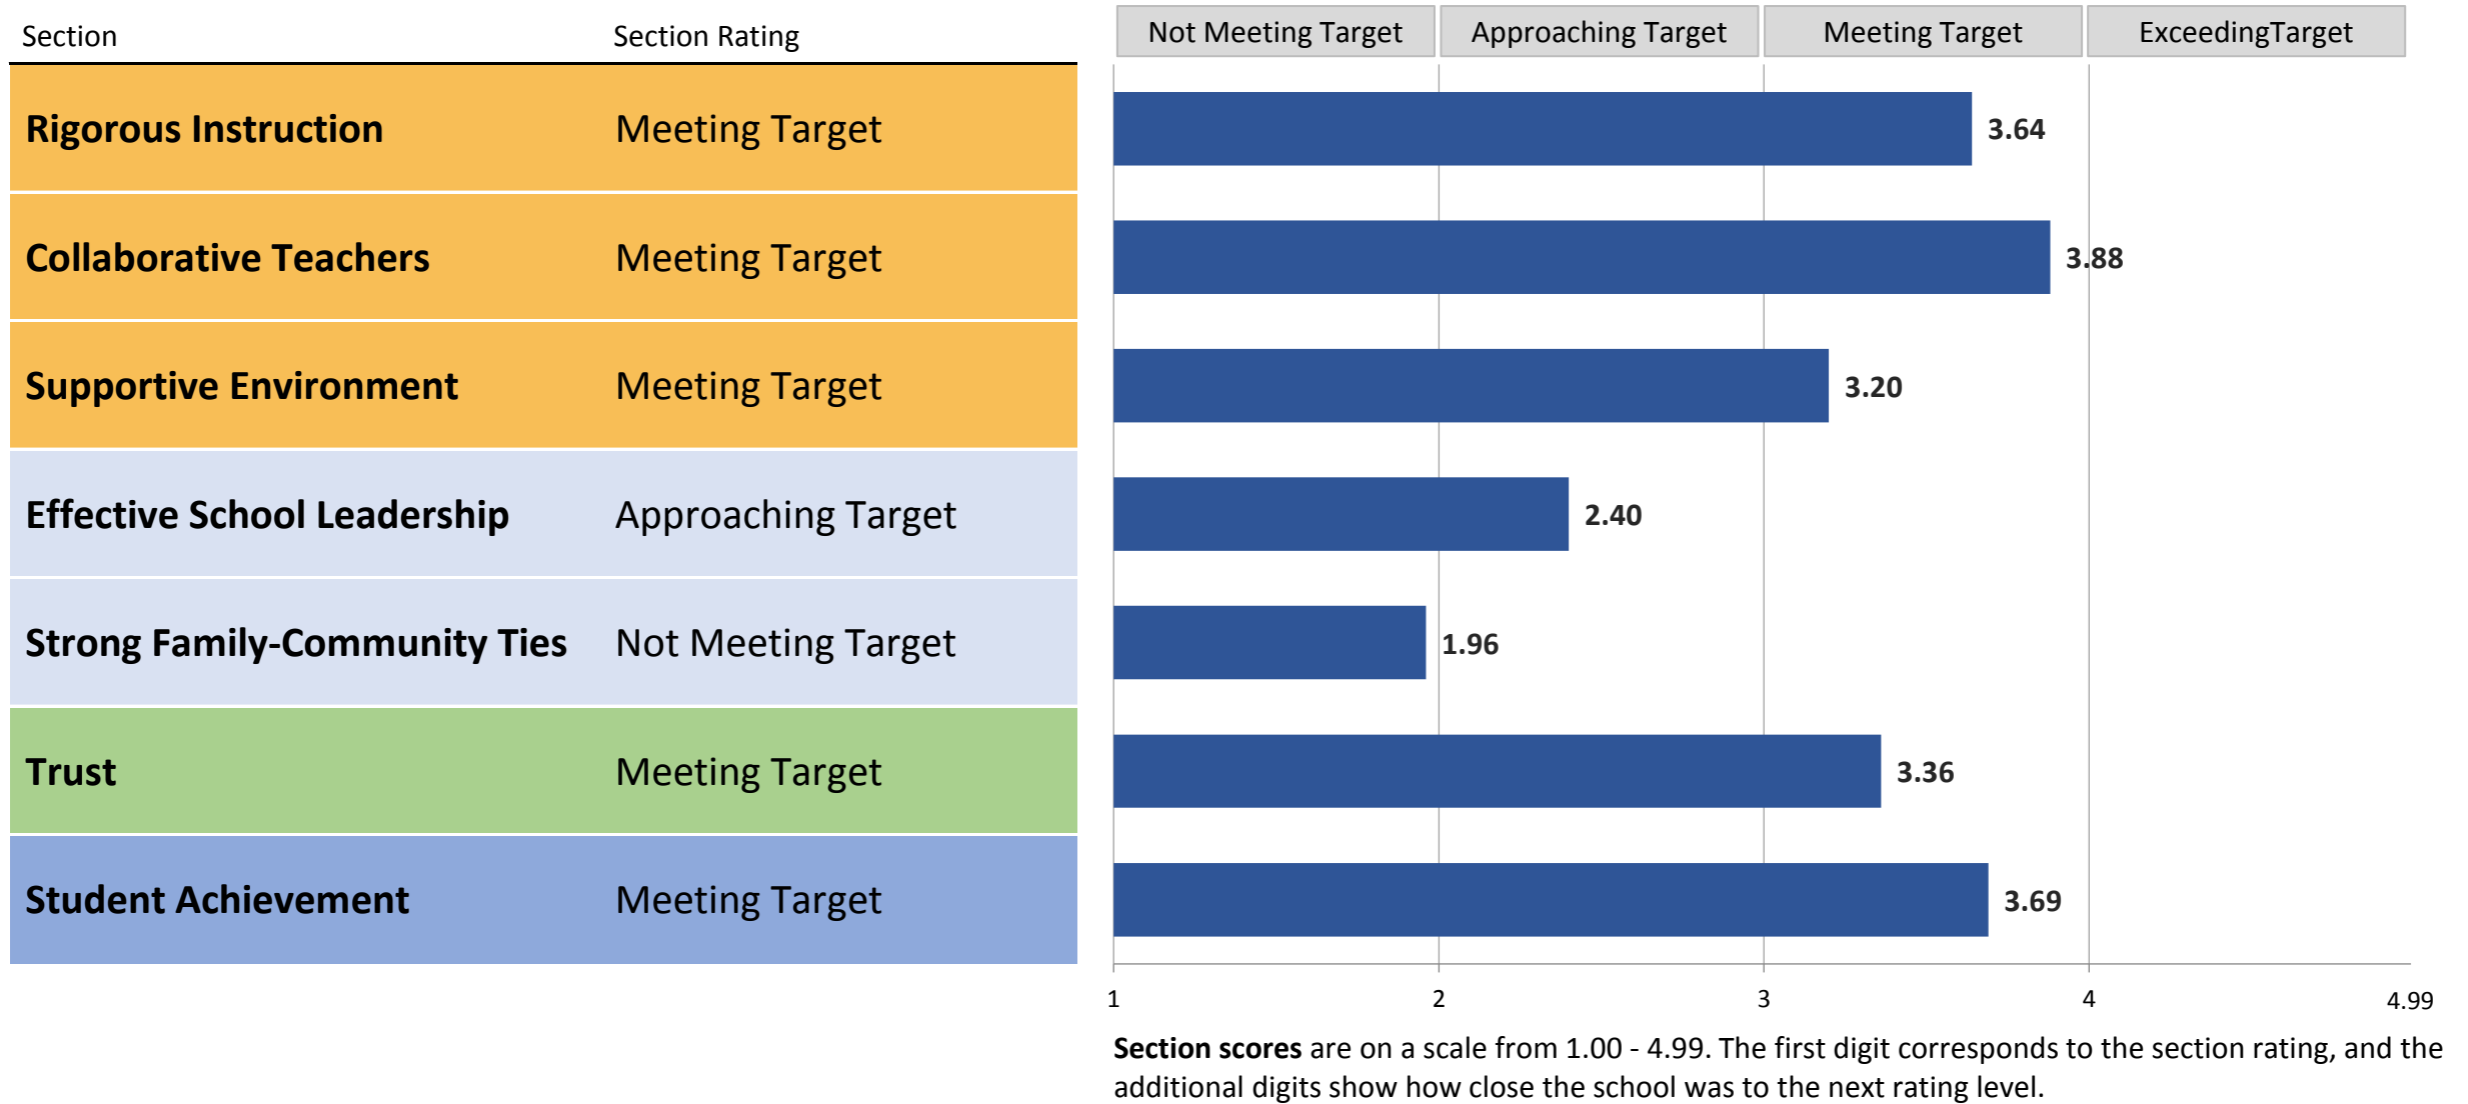 Section Section Rating Not Meeting Target Approaching Target Meeting Target ExceedingTarget
Rigorous Instruction Meeting Target 3.64
Collaborative Teachers Meeting Target 3.88
Supportive Environment Meeting Target 3.20
Effective School Leadership Approaching Target 2.40
Strong Family-Community Ties Not Meeting Target 1.96
Trust Meeting Target 3.36
Student Achievement Meeting Target 3.69
1 2 3 4 4.99
Section scores are on a scale from 1.00 - 4.99. The first digit corresponds to the section rating, and the
additional digits show how close the school was to the next rating level.